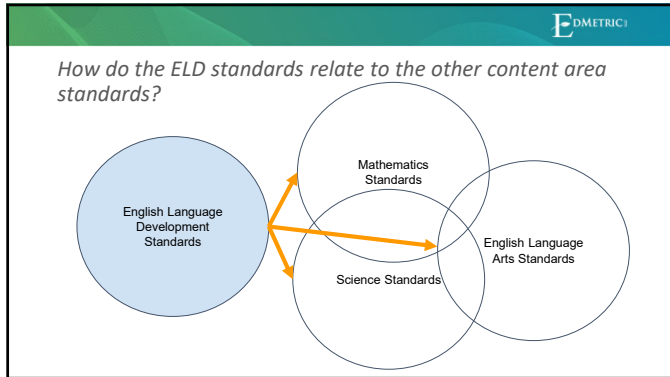 EDMETRIC LLC
How do the ELD standards relate to the other content area
standards?
Mathematics
Standards
English Language
Development
Standards
English Language
Arts Standards
Science Standards